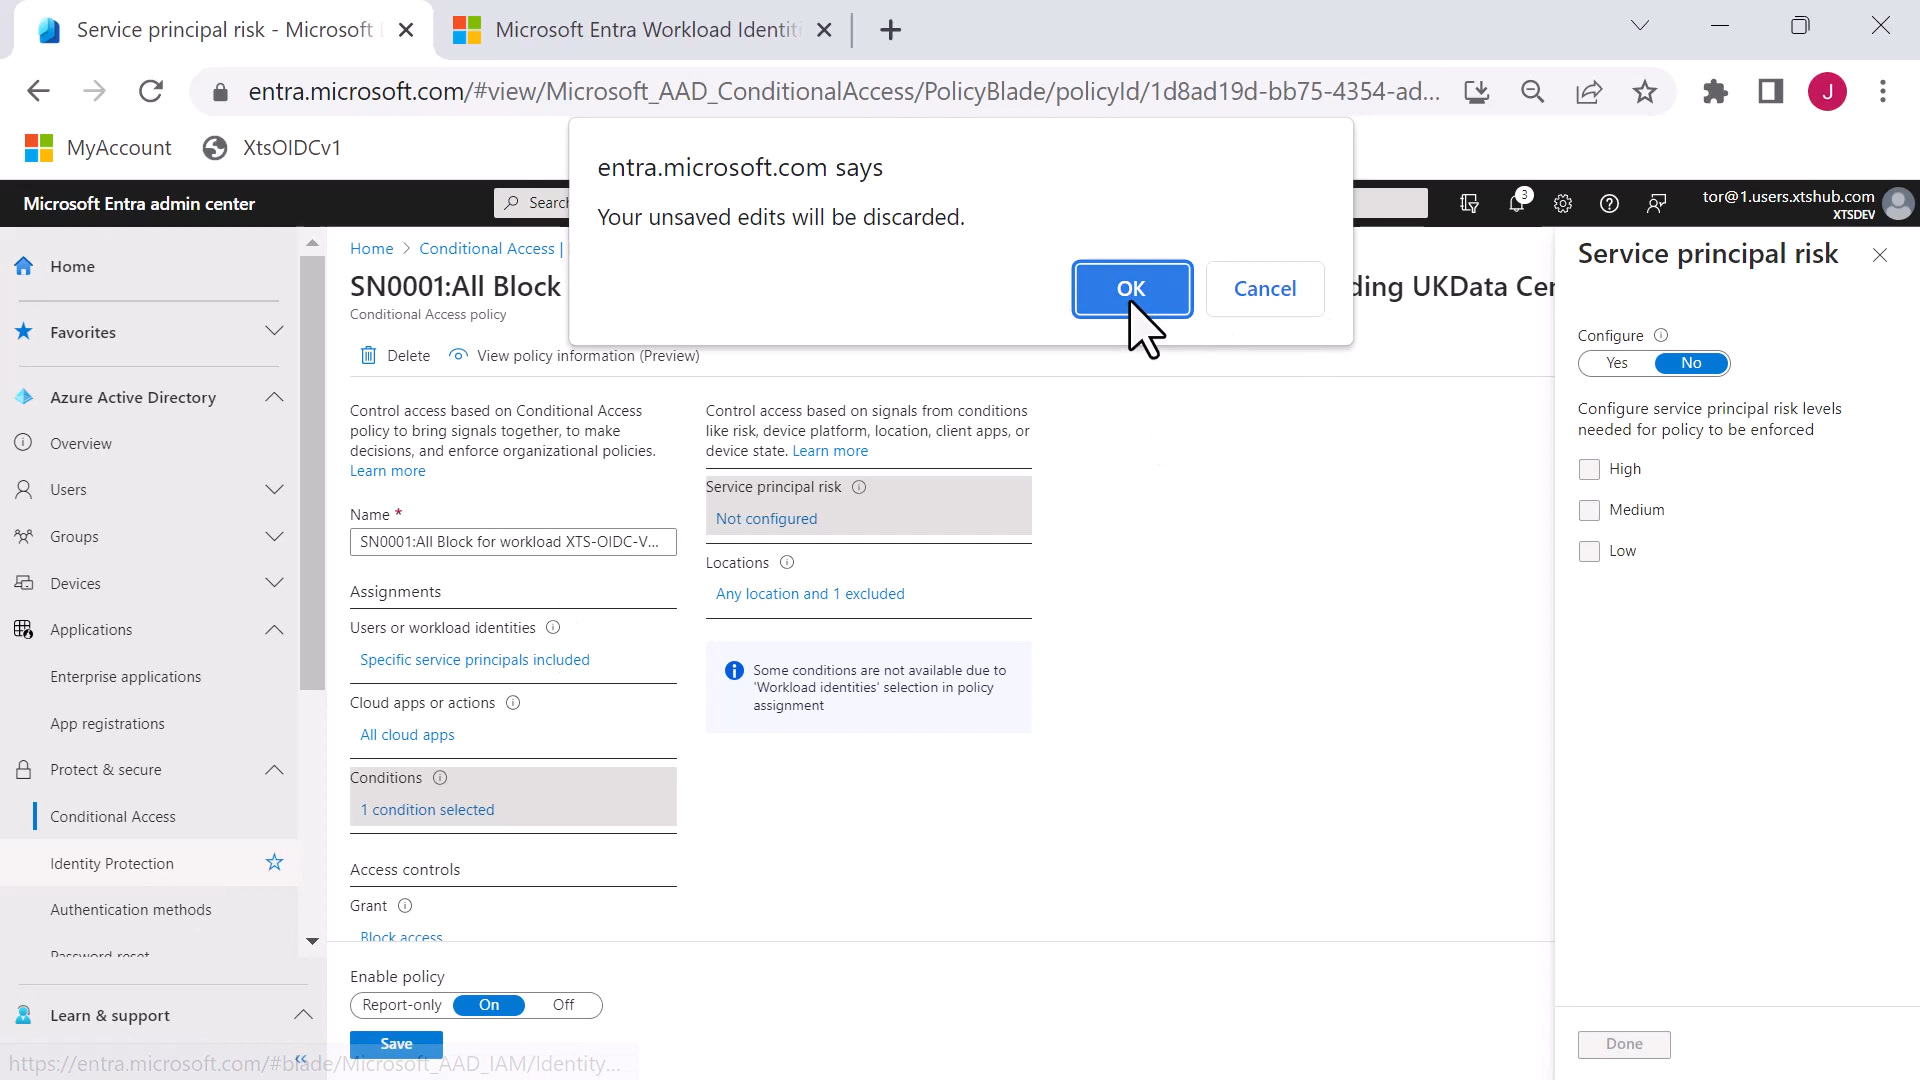 Service principal risk - Microsoft
Microsoft Entra Workload Identiti
entra.microsoft.com/#view/Microsoft_AAD_ConditionalAccess/PolicyBlade/policyId/1d8ad19d-bb75-4354-ad...
J
MyAccount
XtsOIDCv1
entra.microsoft.com says
Your unsaved edits will be discarded.
OK
Cancel
Microsoft Entra admin center
Search
3
tor@1.users.xtshub.com
XTSDEV
Home
Favorites
Azure Active Directory
Overview
Users
Groups
Devices
Applications
Enterprise applications
App registrations
Protect & secure
Conditional Access
Identity Protection
Authentication methods
Password reset
Learn & support
https://entra.microsoft.com/#blade/Microsoft_AAD_IAM/Identity...
Home > Conditional Access |
SN0001:All Block
ding UKData Cen
Conditional Access policy
Delete
View policy information (Preview)
Control access based on Conditional Access
policy to bring signals together, to make
decisions, and enforce organizational policies.
Learn more
Name *
SN0001:All Block for workload XTS-OIDC-V...
Assignments
Users or workload identities
Specific service principals included
Cloud apps or actions
All cloud apps
Conditions
1 condition selected
Access controls
Grant
Block access
Enable policy
Report-only On Off
Save
Control access based on signals from conditions
like risk, device platform, location, client apps, or
device state. Learn more
Service principal risk
Not configured
Locations
Any location and 1 excluded
Some conditions are not available due to
'Workload identities' selection in policy
assignment
Service principal risk
Configure
Yes No
Configure service principal risk levels
needed for policy to be enforced
High
Medium
Low
Done